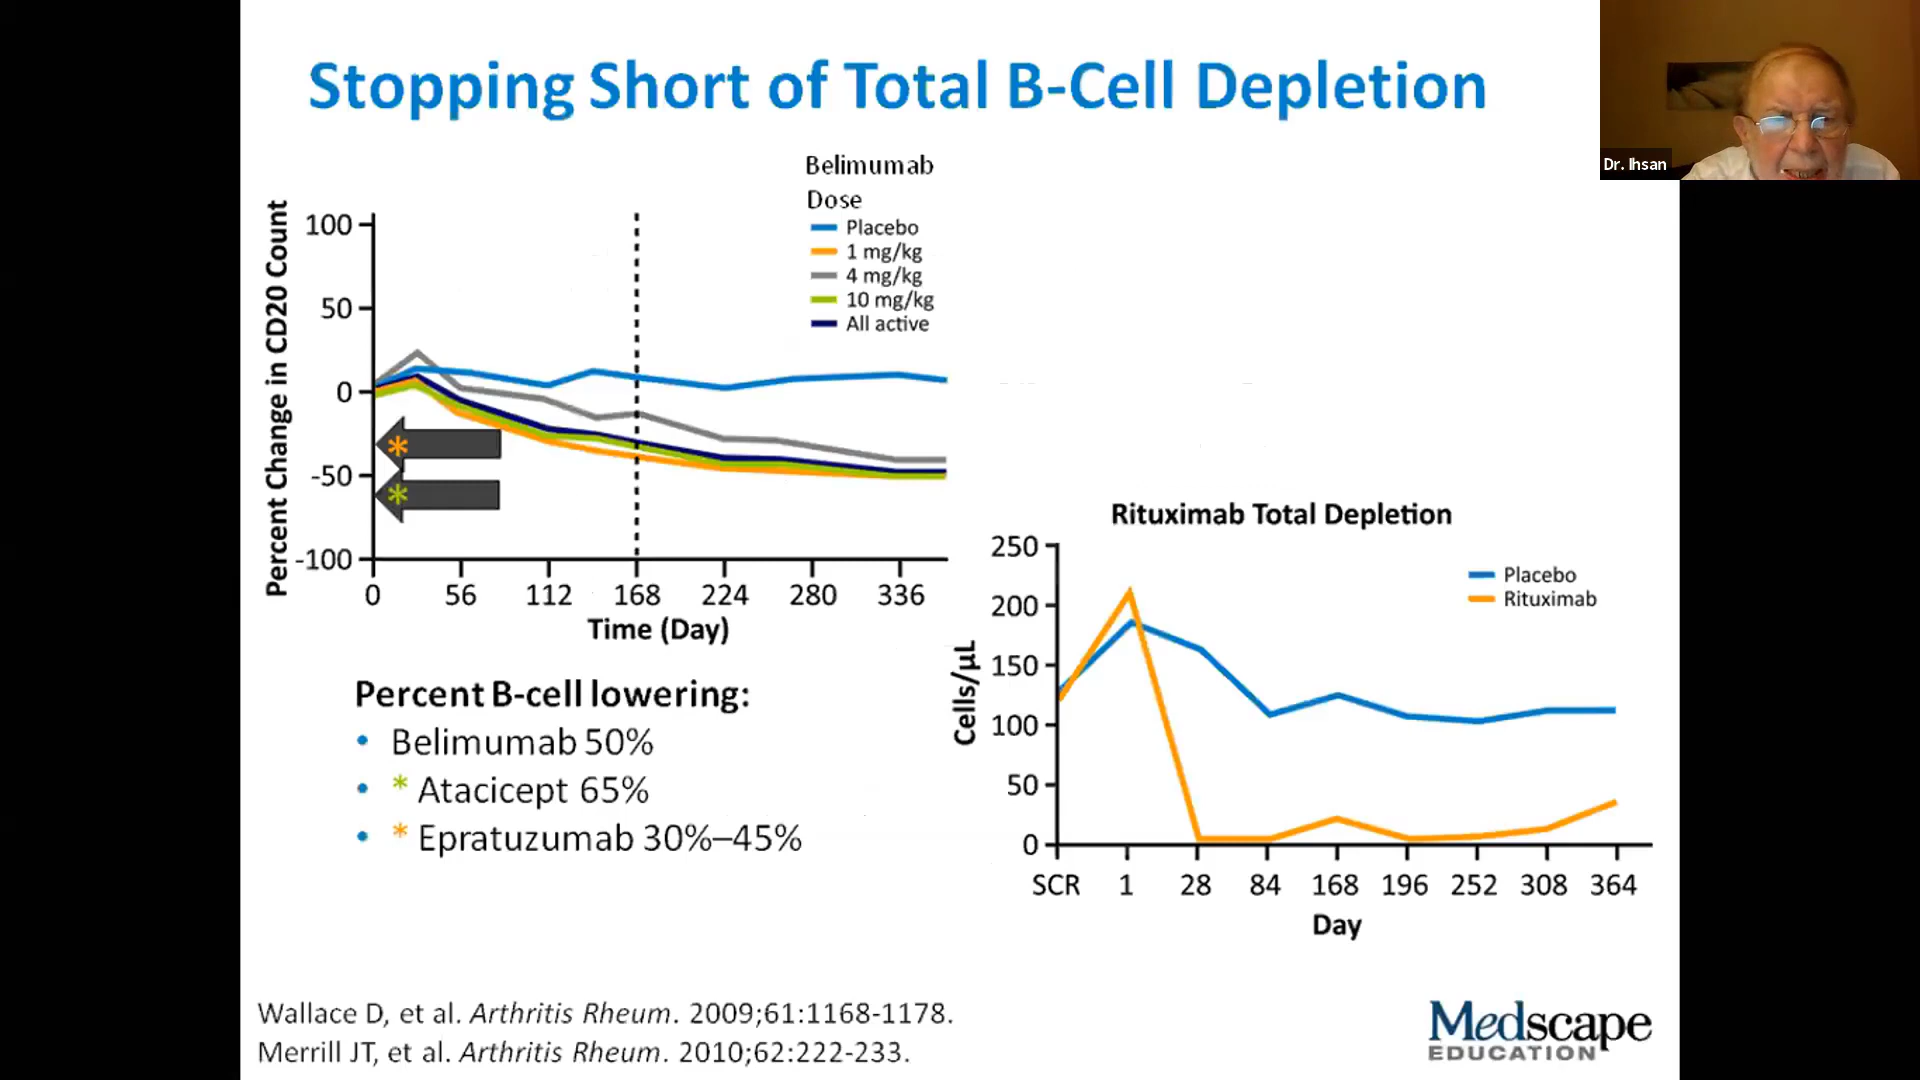 Stopping Short of Total B-Cell Depletion
Dr. Ihsan
Belimumab
Dose
Placebo
1 mg/kg
4 mg/kg
10 mg/kg
All active
Percent Change in CD20 Count
100
50
0
-50
-100
*
*
0 56 112 168 224 280 336
Time (Day)
Percent B-cell lowering:
• Belimumab 50%
• * Atacicept 65%
• * Epratuzumab 30%–45%
Rituximab Total Depletion
Placebo
Rituximab
Cells/µL
250
200
150
100
50
0
SCR 1 28 84 168 196 252 308 364
Day
Wallace D, et al. Arthritis Rheum. 2009;61:1168-1178.
Merrill JT, et al. Arthritis Rheum. 2010;62:222-233.
Medscape
EDUCATION